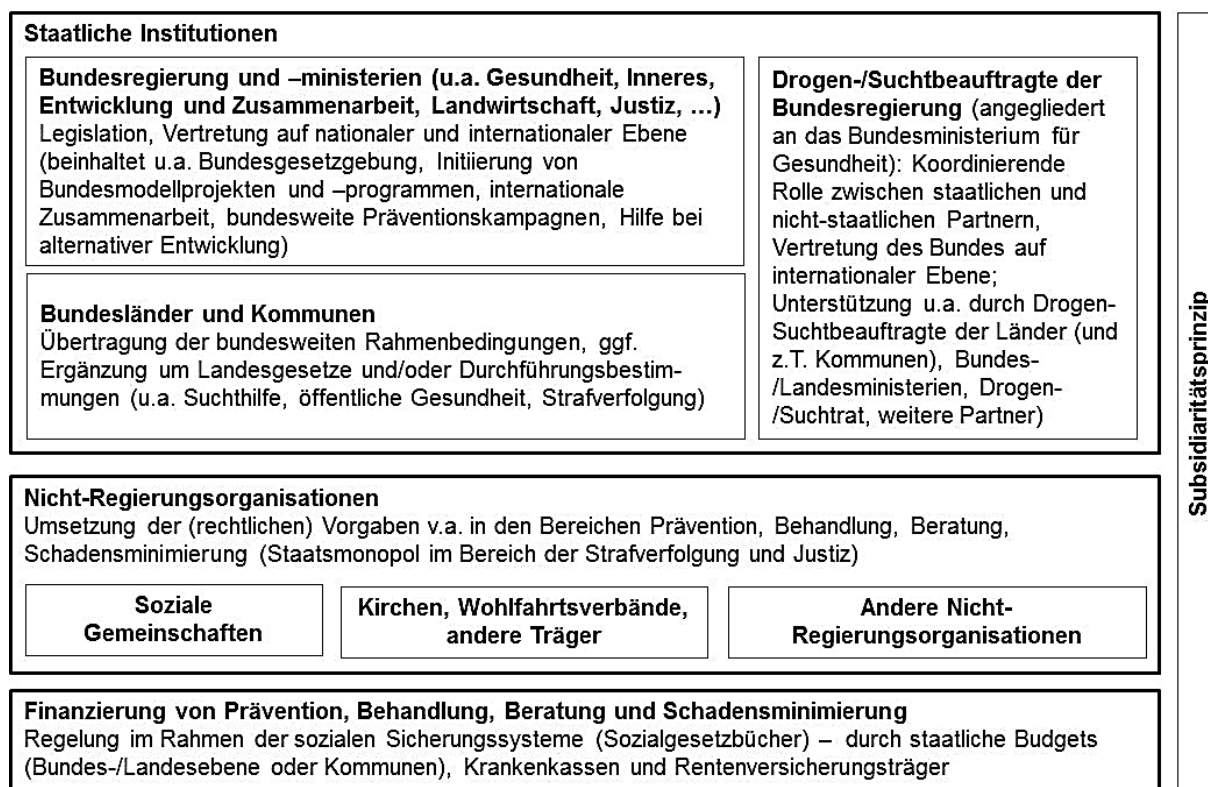 Staatliche Institutionen
Bundesregierung und –ministerien (u.a. Gesundheit, Inneres,
Entwicklung und Zusammenarbeit, Landwirtschaft, Justiz, …)
Legislation, Vertretung auf nationaler und internationaler Ebene
(beinhaltet u.a. Bundesgesetzgebung, Initiierung von
Bundesmodellprojekten und –programmen, internationale
Zusammenarbeit, bundesweite Präventionskampagnen, Hilfe bei
alternativer Entwicklung)
Bundesländer und Kommunen
Übertragung der bundesweiten Rahmenbedingungen, ggf.
Ergänzung um Landesgesetze und/oder Durchführungsbestim-
mungen (u.a. Suchthilfe, öffentliche Gesundheit, Strafverfolgung)
Drogen-/Suchtbeauftragte der
Bundesregierung (angegliedert
an das Bundesministerium für
Gesundheit): Koordinierende
Rolle zwischen staatlichen und
nicht-staatlichen Partnern,
Vertretung des Bundes auf
internationaler Ebene;
Unterstützung u.a. durch Drogen-
Suchtbeauftragte der Länder (und
z.T. Kommunen), Bundes-
/Landesministerien, Drogen-
/Suchtrat, weitere Partner)
Nicht-Regierungsorganisationen
Umsetzung der (rechtlichen) Vorgaben v.a. in den Bereichen Prävention, Behandlung, Beratung,
Schadensminimierung (Staatsmonopol im Bereich der Strafverfolgung und Justiz)
Soziale
Gemeinschaften
Kirchen, Wohlfahrtsverbände,
andere Träger
Andere Nicht-
Regierungsorganisationen
Finanzierung von Prävention, Behandlung, Beratung und Schadensminimierung
Regelung im Rahmen der sozialen Sicherungssysteme (Sozialgesetzbücher) – durch staatliche Budgets
(Bundes-/Landesebene oder Kommunen), Krankenkassen und Rentenversicherungsträger
Subsidiaritätsprinzip